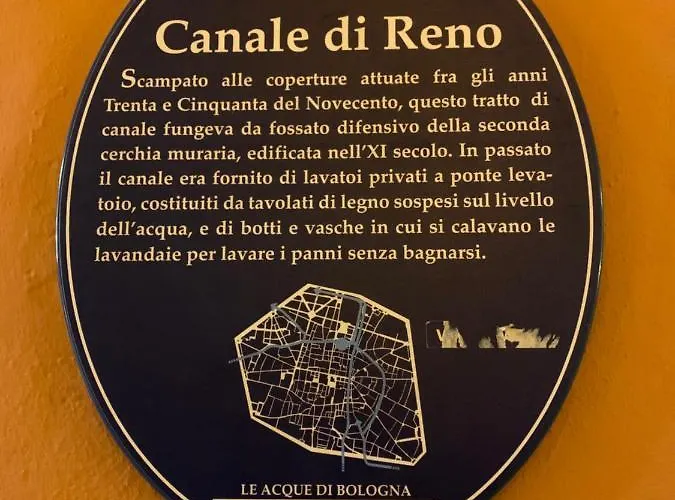 Canale di Reno
Scampato alle coperture attuate fra gli anni
Trenta e Cinquanta del Novecento, questo tratto di
canale fungeva da fossato difensivo della seconda
cerchia muraria, edificata nell'XI secolo. In passato
il canale era fornito di lavatoi privati a ponte leva-
toio, costituiti da tavolati di legno sospesi sul livello
dell'acqua, e di botti e vasche in cui si calavano le
lavandaie per lavare i panni senza bagnarsi.
LE ACQUE DI BOLOGNA